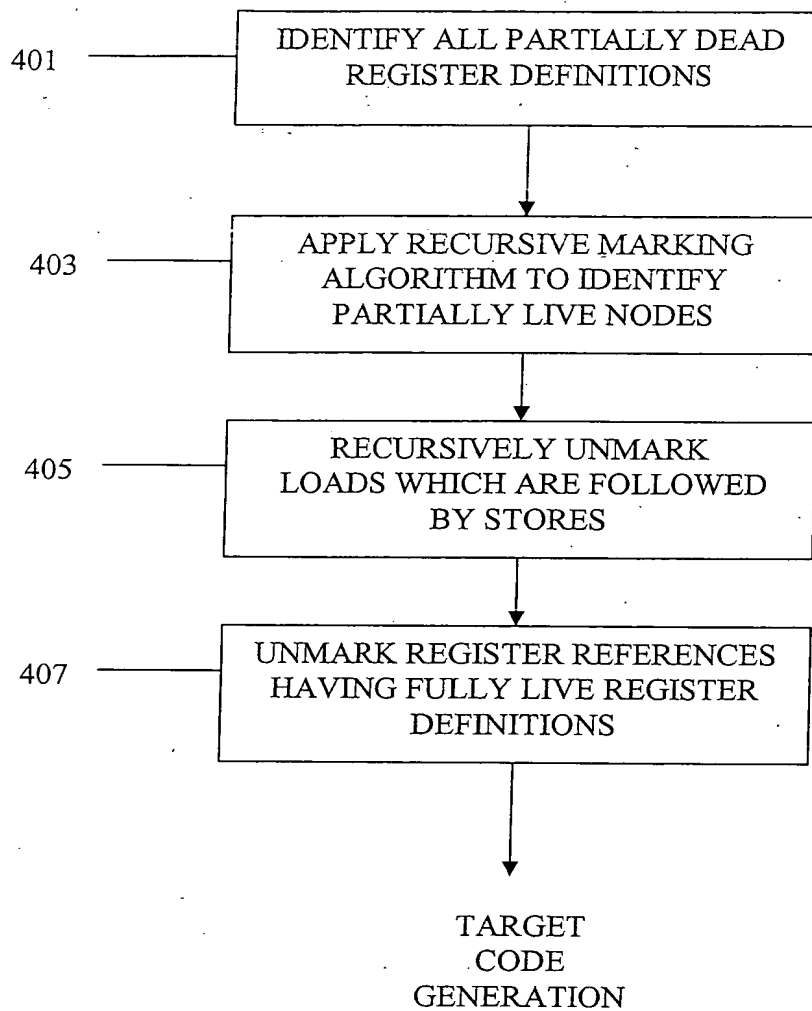 401
IDENTIFY ALL PARTIALLY DEAD
REGISTER DEFINITIONS
403
APPLY RECURSIVE MARKING
ALGORITHM TO IDENTIFY
PARTIALLY LIVE NODES
405
RECURSIVELY UNMARK
LOADS WHICH ARE FOLLOWED
BY STORES
407
UNMARK REGISTER REFERENCES
HAVING FULLY LIVE REGISTER
DEFINITIONS
TARGET
CODE
GENERATION